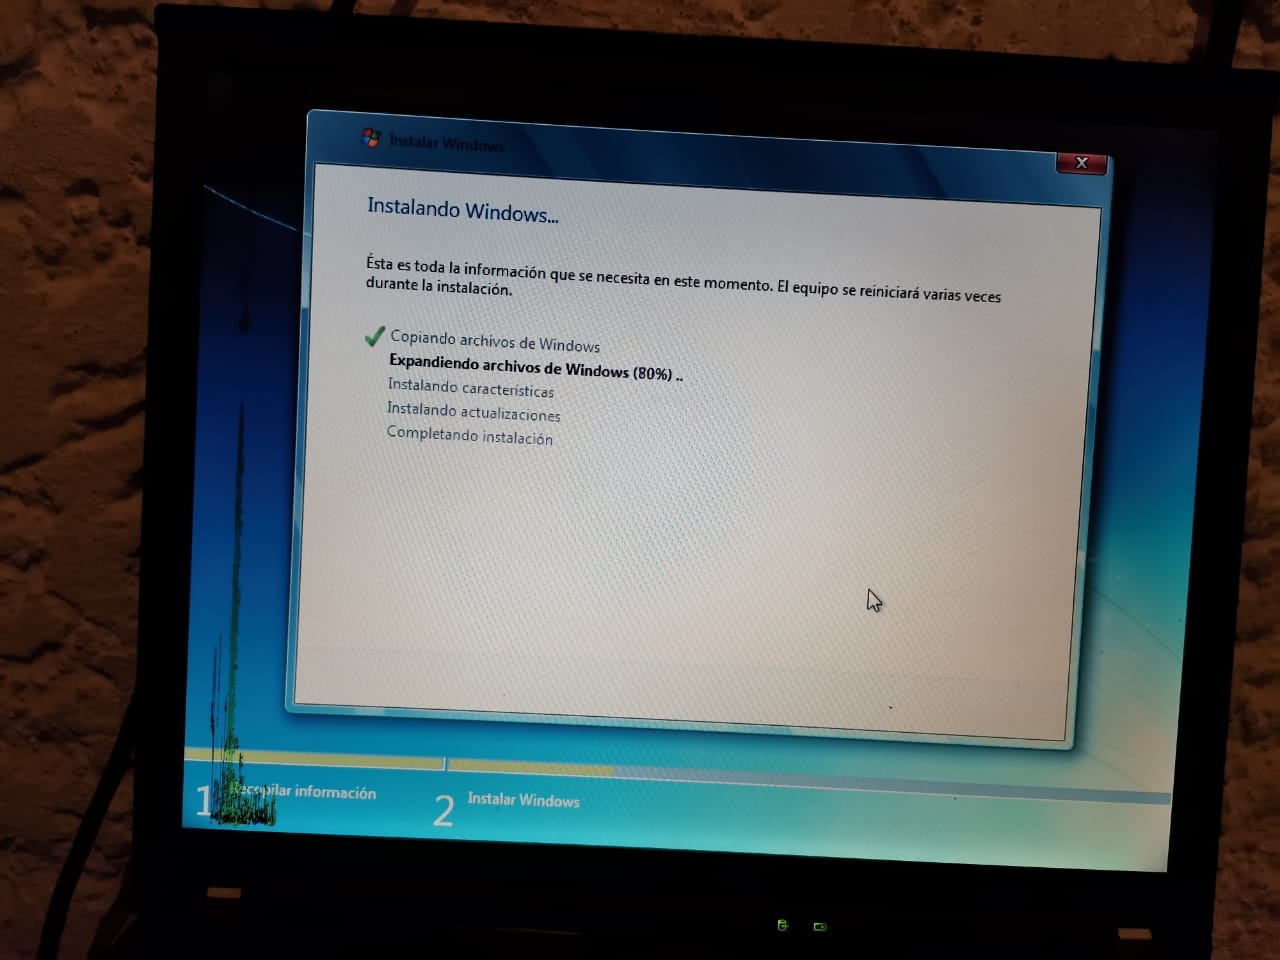 Instalar Windows
Instalando Windows...
Ésta es toda la información que se necesita en este momento. El equipo se reiniciará varias veces
durante la instalación.
Copiando archivos de Windows
Expandiendo archivos de Windows (80%) ..
Instalando características
Instalando actualizaciones
Completando instalación
1 Recopilar información
2 Instalar Windows